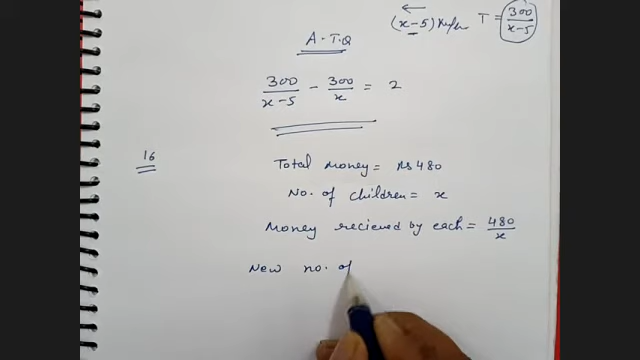 (x-5) km/hr T = 300/x-5
A.T.Q
300/x-5 - 300/x = 2
16
Total money = Rs 480
No. of children = x
Money recieved by each = 480/x
New no. of